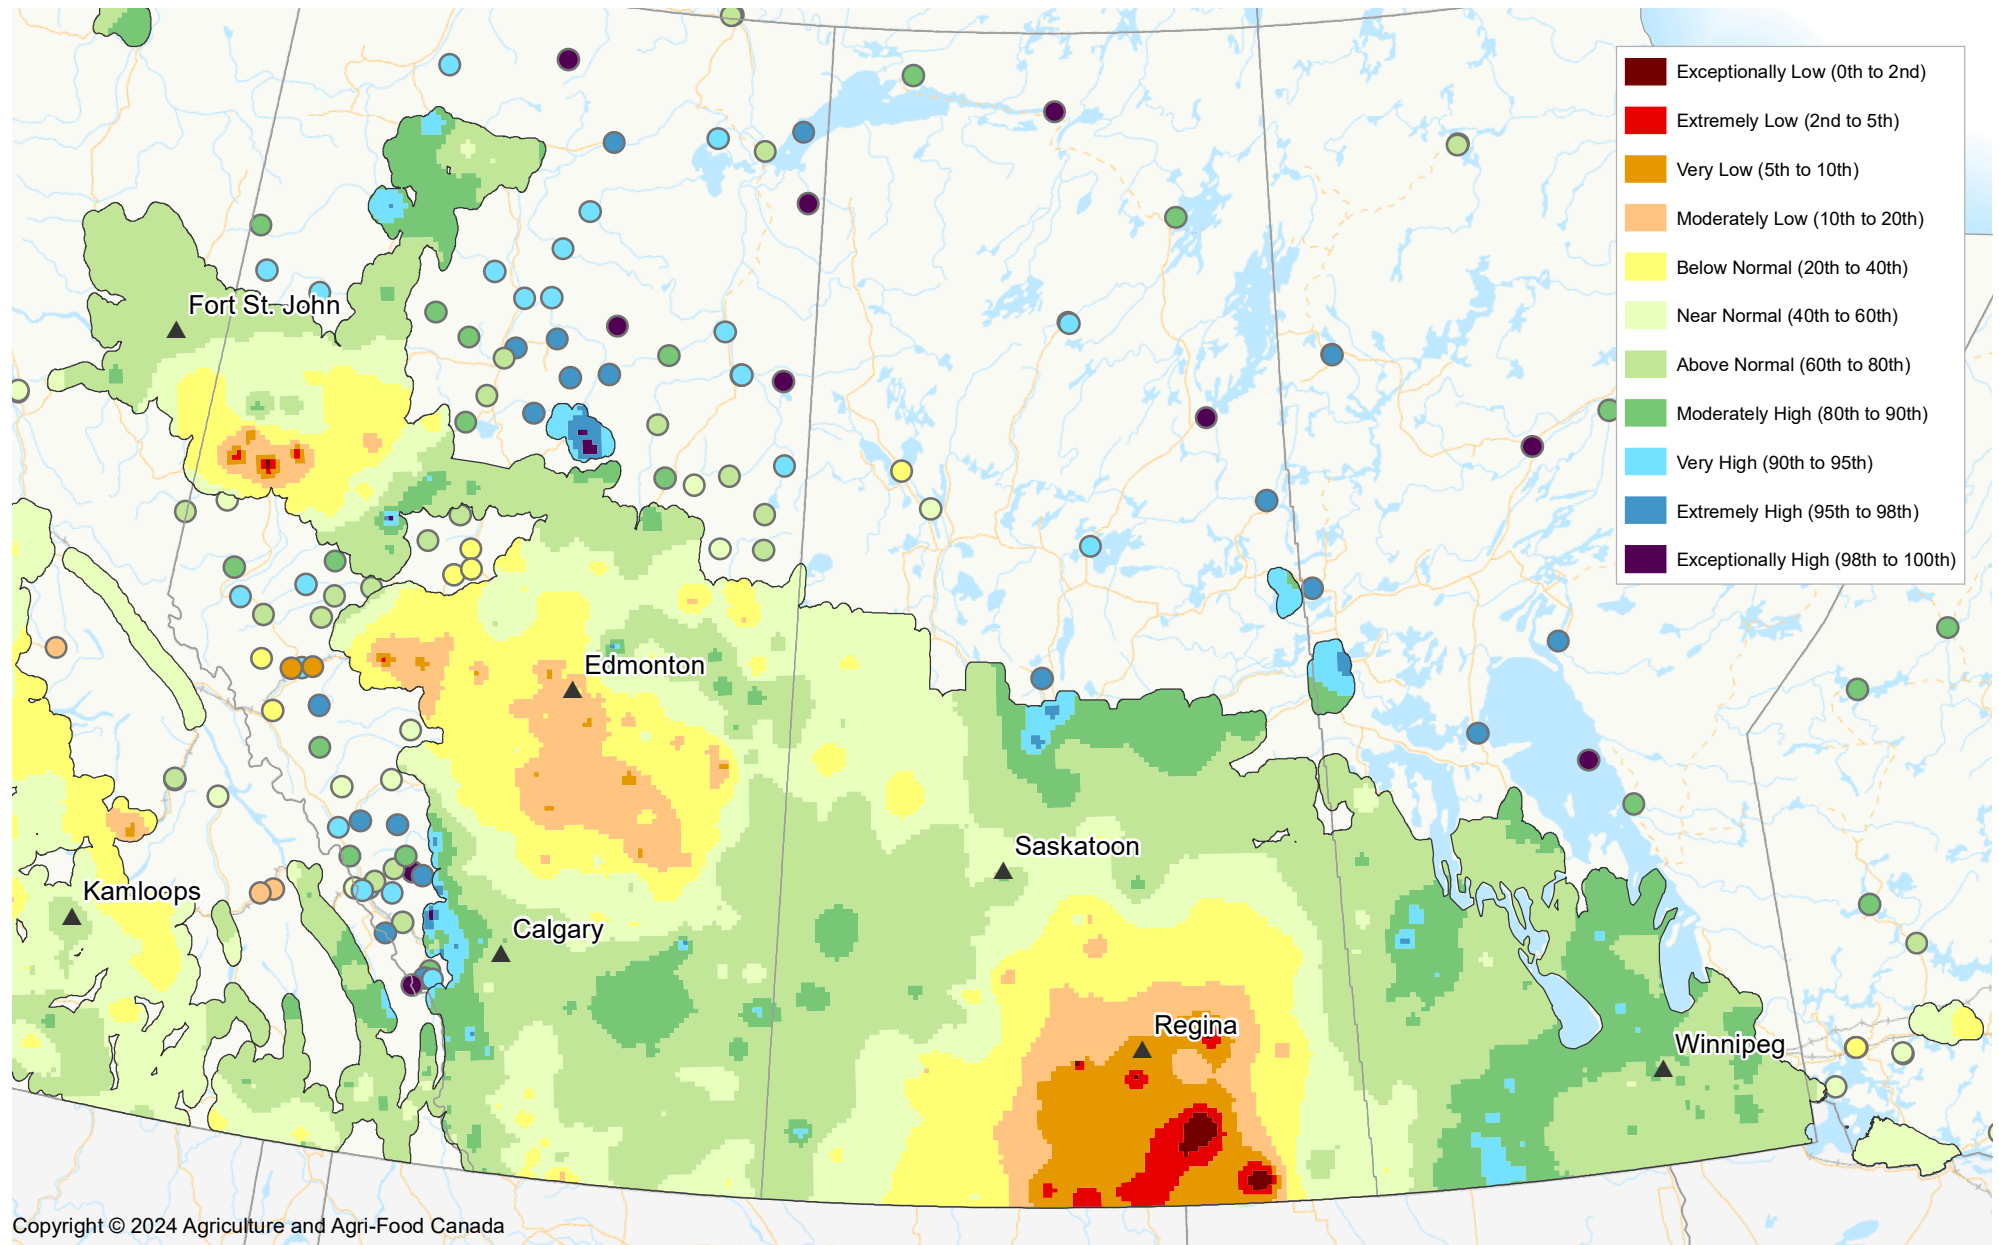 Exceptionally Low (0th to 2nd)
Extremely Low (2nd to 5th)
Very Low (5th to 10th)
Moderately Low (10th to 20th)
Below Normal (20th to 40th)
Near Normal (40th to 60th)
Above Normal (60th to 80th)
Moderately High (80th to 90th)
Very High (90th to 95th)
Extremely High (95th to 98th)
Exceptionally High (98th to 100th)
Fort St. John
Edmonton
Saskatoon
Kamloops
Calgary
Regina
Winnipeg
Copyright © 2024 Agriculture and Agri-Food Canada